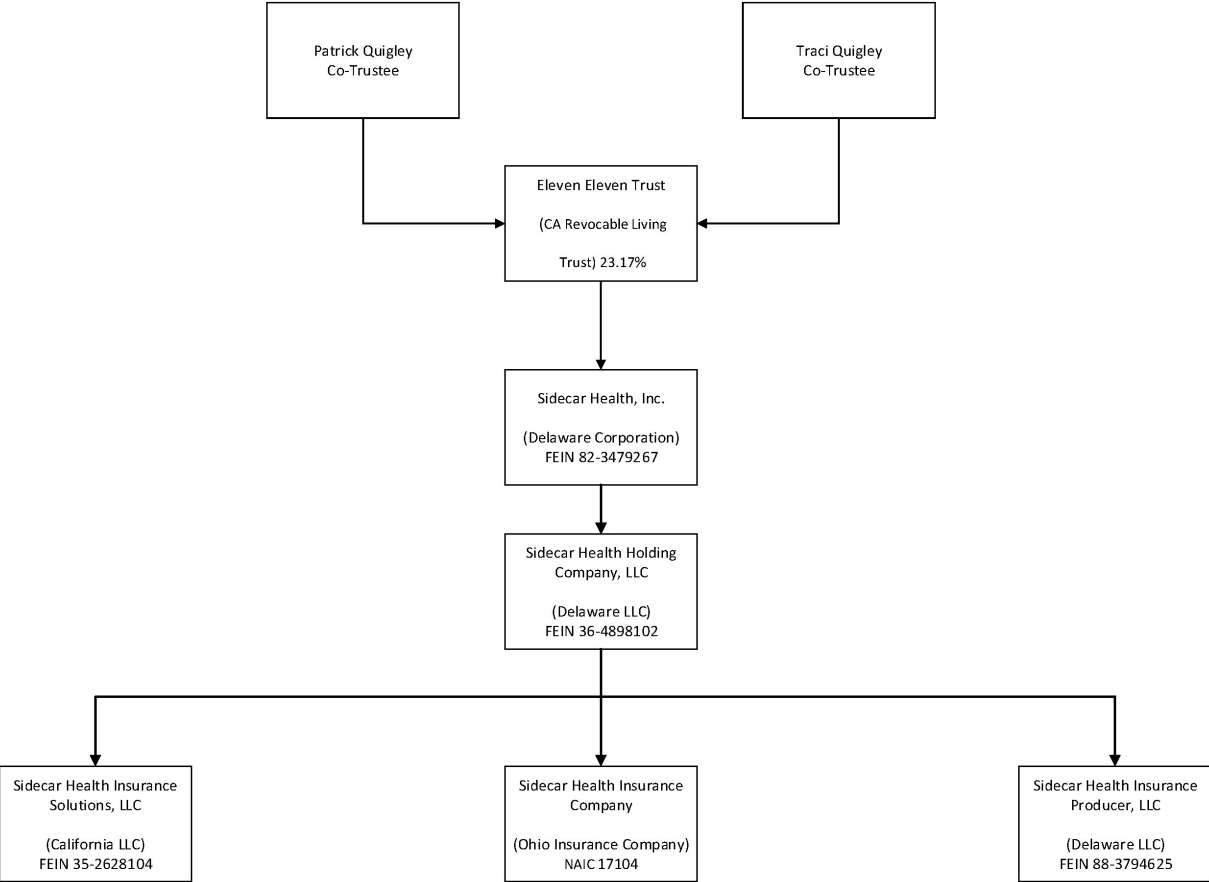 Patrick Quigley
Co-Trustee
Traci Quigley
Co-Trustee
Eleven Eleven Trust
(CA Revocable Living
Trust) 23.17%
Sidecar Health, Inc.
(Delaware Corporation)
FEIN 82-3479267
Sidecar Health Holding
Company, LLC
(Delaware LLC)
FEIN 36-4898102
Sidecar Health Insurance
Solutions, LLC
(California LLC)
FEIN 35-2628104
Sidecar Health Insurance
Company
(Ohio Insurance Company)
NAIC 17104
Sidecar Health Insurance
Producer, LLC
(Delaware LLC)
FEIN 88-3794625